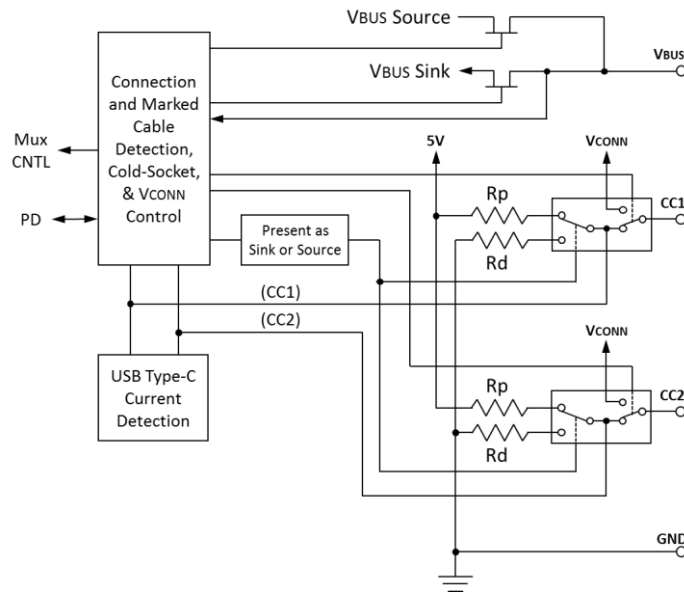 VBUS Source
VBUS
VBUS Sink
Connection
and Marked
Cable
Detection,
Cold-Socket,
& VCONN
Control
Mux
CNTL
PD
5V
VCONN
CC1
Rp
Rd
Present as
Sink or Source
(CC1)
(CC2)
USB Type-C
Current
Detection
VCONN
CC2
Rp
Rd
GND